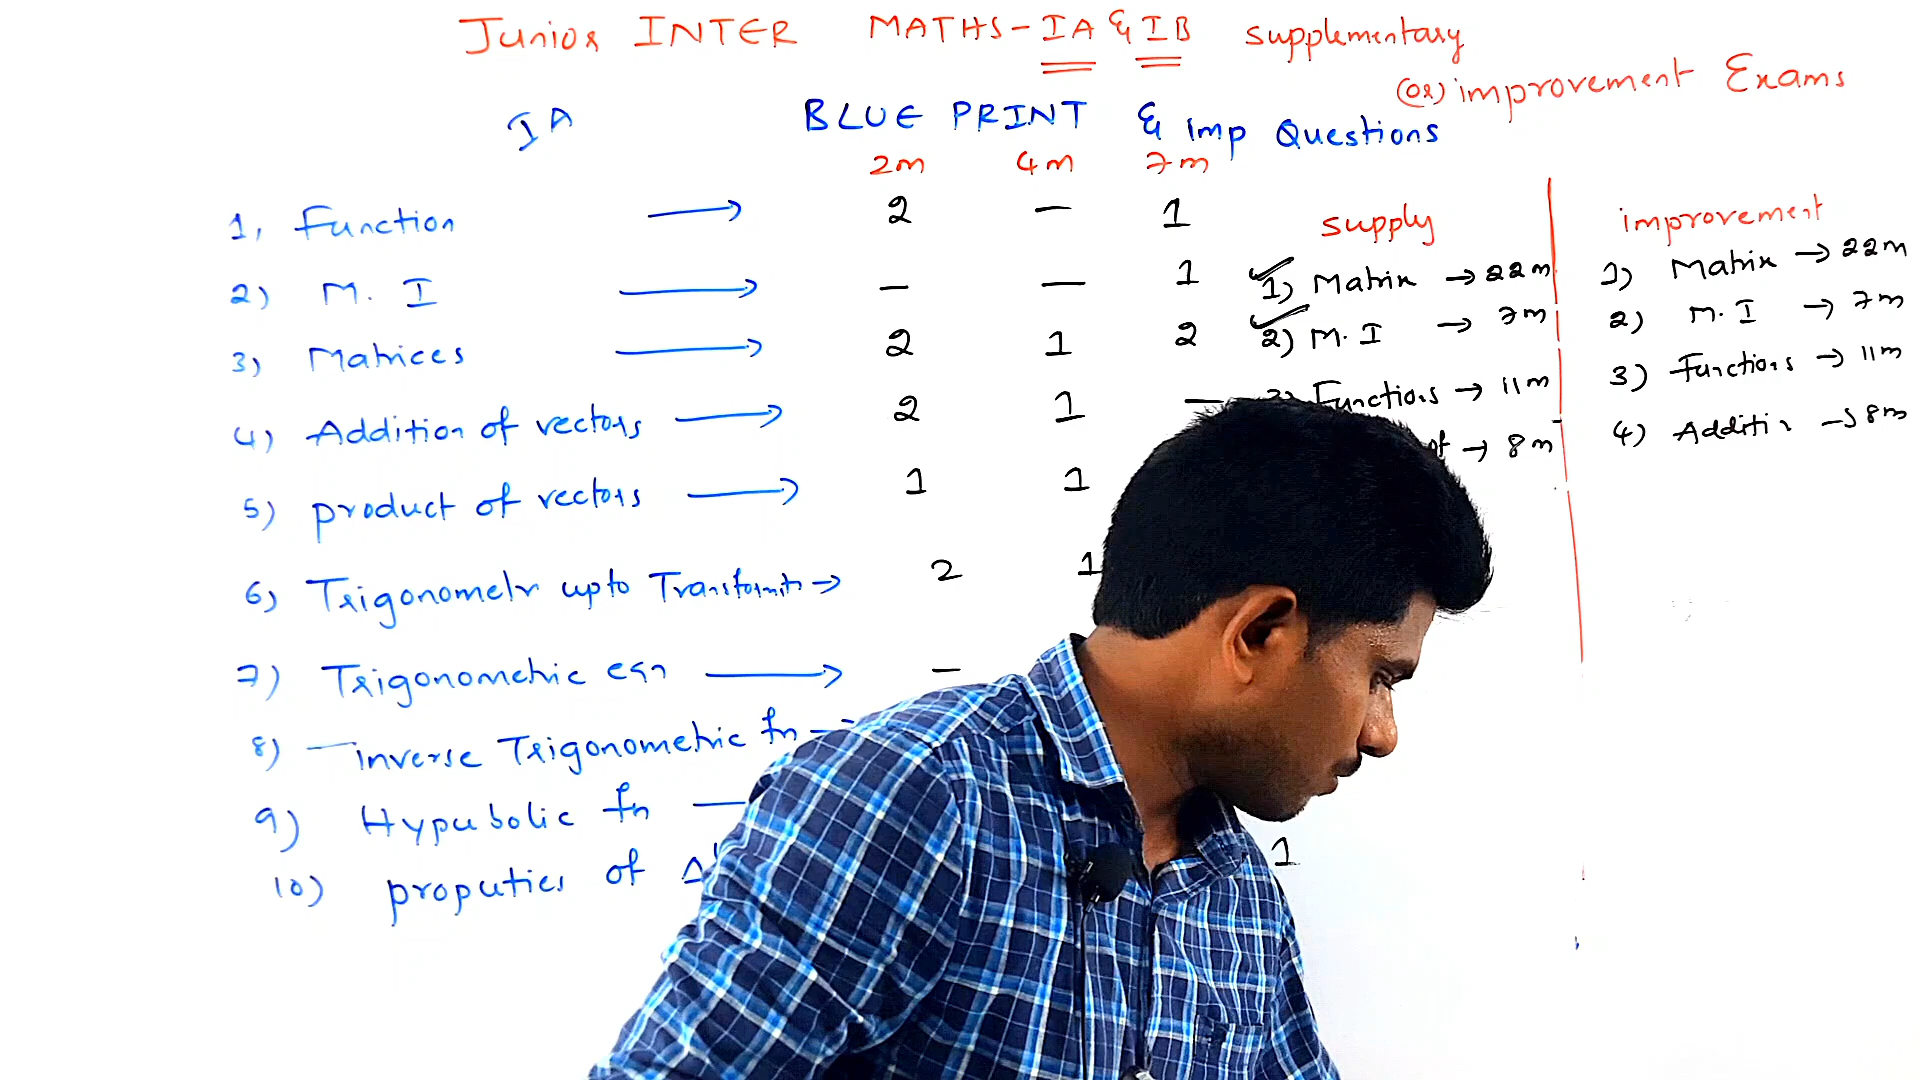 Junior INTER MATHS-IA & IB supplementary
(or) improvement Exams
IA BLUE PRINT & imp Questions
2m 4m 7m
1, Function → 2 — 1
2) M. I → — — 1
3) Matrices → 2 1 2
4) Addition of vectors → 2 1 —
5) product of vectors → 1 1
6) Trigonometr upto → 2 1
7) Trigonometric eqn → —
8) inverse Trigonometric fn
9) Hyperbolic fn
10) properties of Δ 1
supply
1) Matrix → 22m
2) M. I → 7m
Functions → 11m
of → 8m
improvement
1) Matrix → 22m
2) M. I → 7m
3) Functions → 11m
4) Additi → 8m